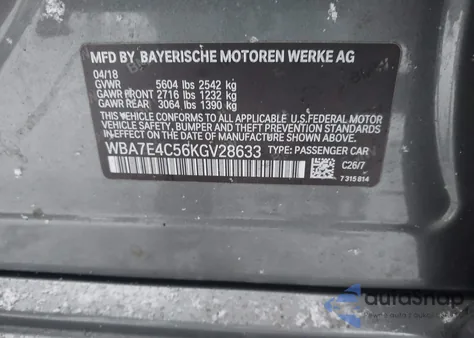 MFD BY BAYERISCHE MOTOREN WERKE AG
04/18
GVWR 5604 lbs 2542 kg
GAWR FRONT 2716 lbs 1232 kg
GAWR REAR 3064 lbs 1390 kg
THIS VEHICLE CONFORMS TO ALL APPLICABLE U.S.FEDERAL MOTOR
VEHICLE SAFETY, BUMPER, AND THEFT PREVENTION STANDARDS
IN EFFECT ON THE DATE OF MANUFACTURE SHOWN ABOVE.
WBA7E4C56KGV28633 TYPE: PASSENGER CAR
C26/7
7 315 814
autoSnap